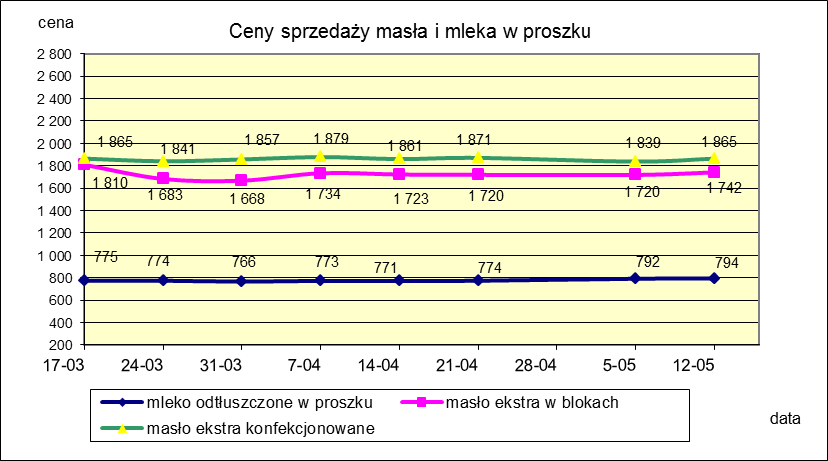 cena
Ceny sprzedaży masła i mleka w proszku
2 800
2 600
2 400
2 200
2 000
1 800
1 600
1 400
1 200
1 000
800
600
400
200
1 865 1 841 1 857 1 879 1 861 1 871 1 839 1 865
1 810 1 683 1 668 1 734 1 723 1 720 1 720 1 742
775 774 766 773 771 774 792 794
17-03 24-03 31-03 7-04 14-04 21-04 28-04 5-05 12-05
mleko odtłuszczone w proszku masło ekstra w blokach
masło ekstra konfekcjonowane
data